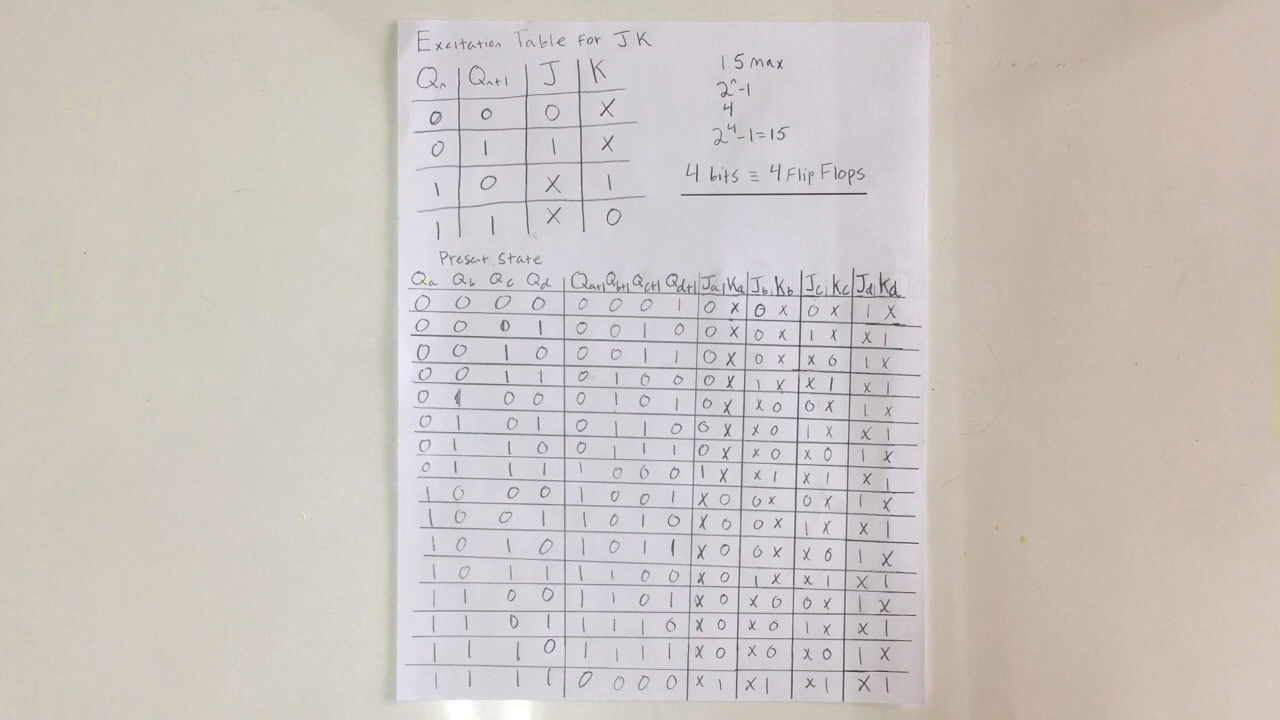 Excitation Table for JK
Qn Qn+1 J K
0 0 0 X
0 1 1 X
1 0 X 1
1 1 X 0
15 max
2^n-1
4
2^4-1=15
4 bits ≡ 4 Flip Flops
Present State
Qa Qb Qc Qd Qa+1 Qb+1 Qc+1 Qd+1 Ja Ka Jb Kb Jc Kc Jd Kd
0 0 0 0 0 0 0 1 0 X 0 X 0 X 1 X
0 0 0 1 0 0 1 0 0 X 0 X 1 X X 1
0 0 1 0 0 0 1 1 0 X 0 X X 0 1 X
0 0 1 1 0 1 0 0 0 X 1 X X 1 X 1
0 1 0 0 0 1 0 1 0 X X 0 0 X 1 X
0 1 0 1 0 1 1 0 0 X X 0 1 X X 1
0 1 1 0 0 1 1 1 0 X X 0 X 0 1 X
0 1 1 1 1 0 0 0 1 X X 1 X 1 X 1
1 0 0 0 1 0 0 1 X 0 0 X 0 X 1 X
1 0 0 1 1 0 1 0 X 0 0 X 1 X X 1
1 0 1 0 1 0 1 1 X 0 0 X X 0 1 X
1 0 1 1 1 1 0 0 X 0 1 X X 1 X 1
1 1 0 0 1 1 0 1 X 0 X 0 0 X 1 X
1 1 0 1 1 1 1 0 X 0 X 0 1 X X 1
1 1 1 0 1 1 1 1 X 0 X 0 X 0 1 X
1 1 1 1 0 0 0 0 X 1 X 1 X 1 X 1